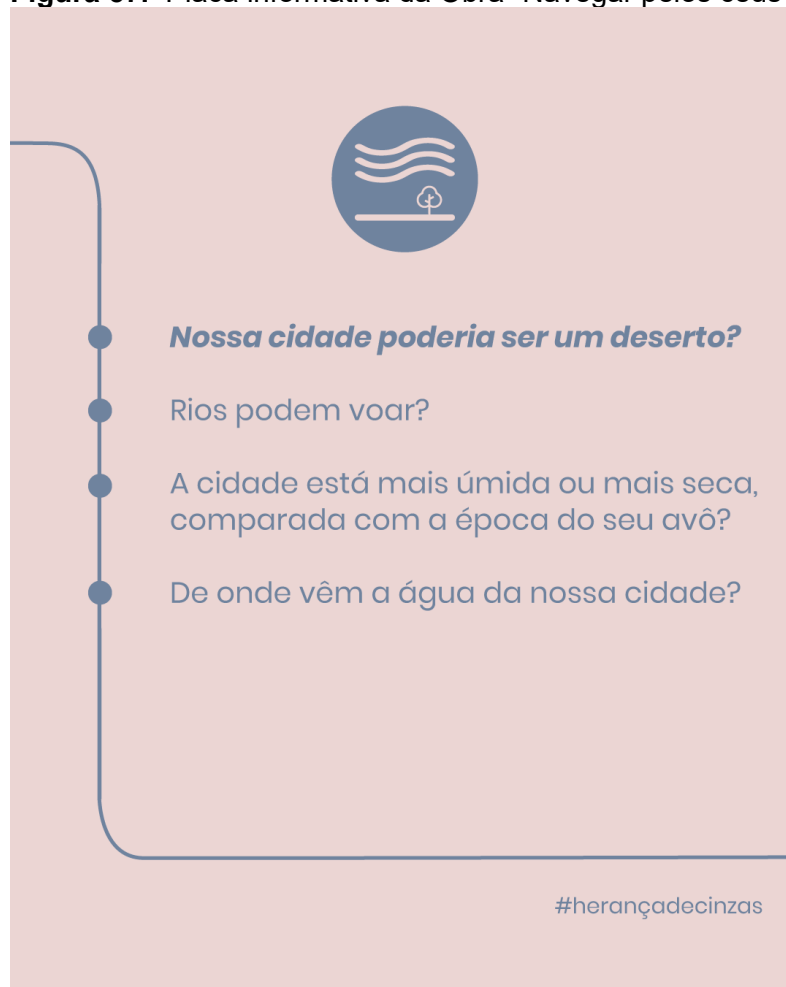 Nossa cidade poderia ser um deserto?
Rios podem voar?
A cidade está mais úmida ou mais seca,
comparada com a época do seu avô?
De onde vêm a água da nossa cidade?
#herançadecinzas